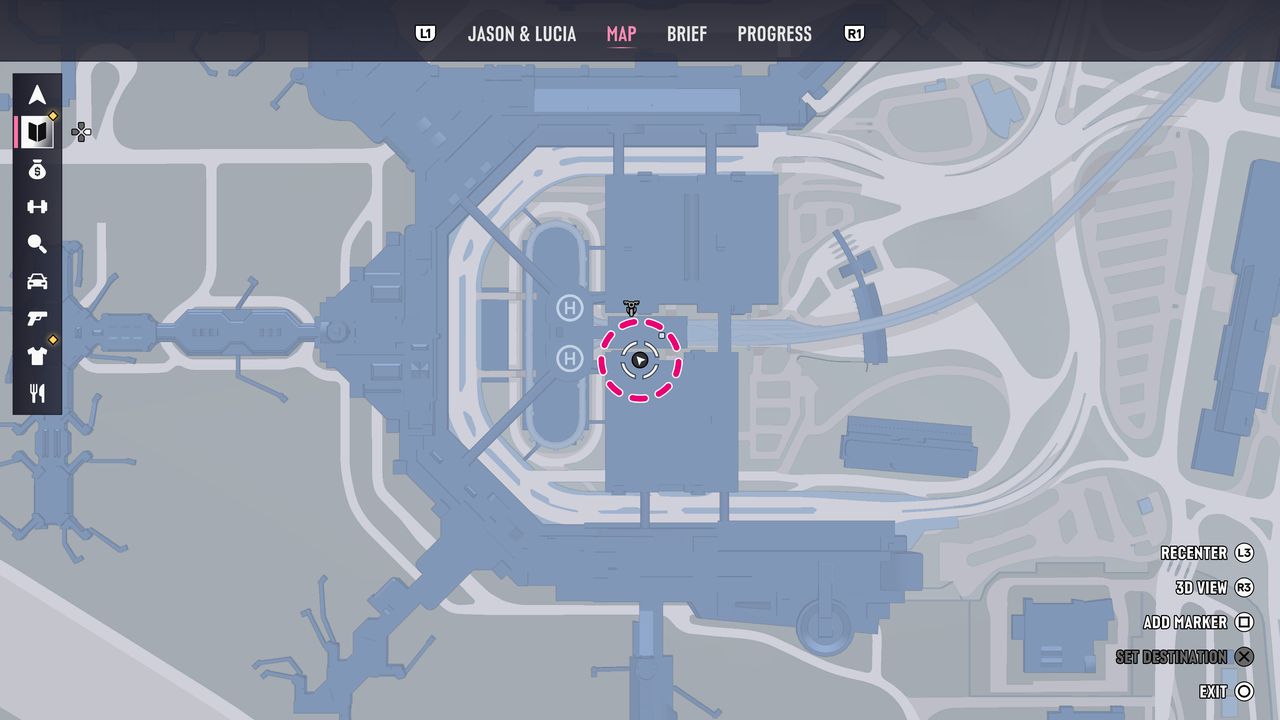 L1 JASON & LUCIA MAP BRIEF PROGRESS R1
$
H
H
RECENTER L3
3D VIEW R3
ADD MARKER
SET DESTINATION
EXIT